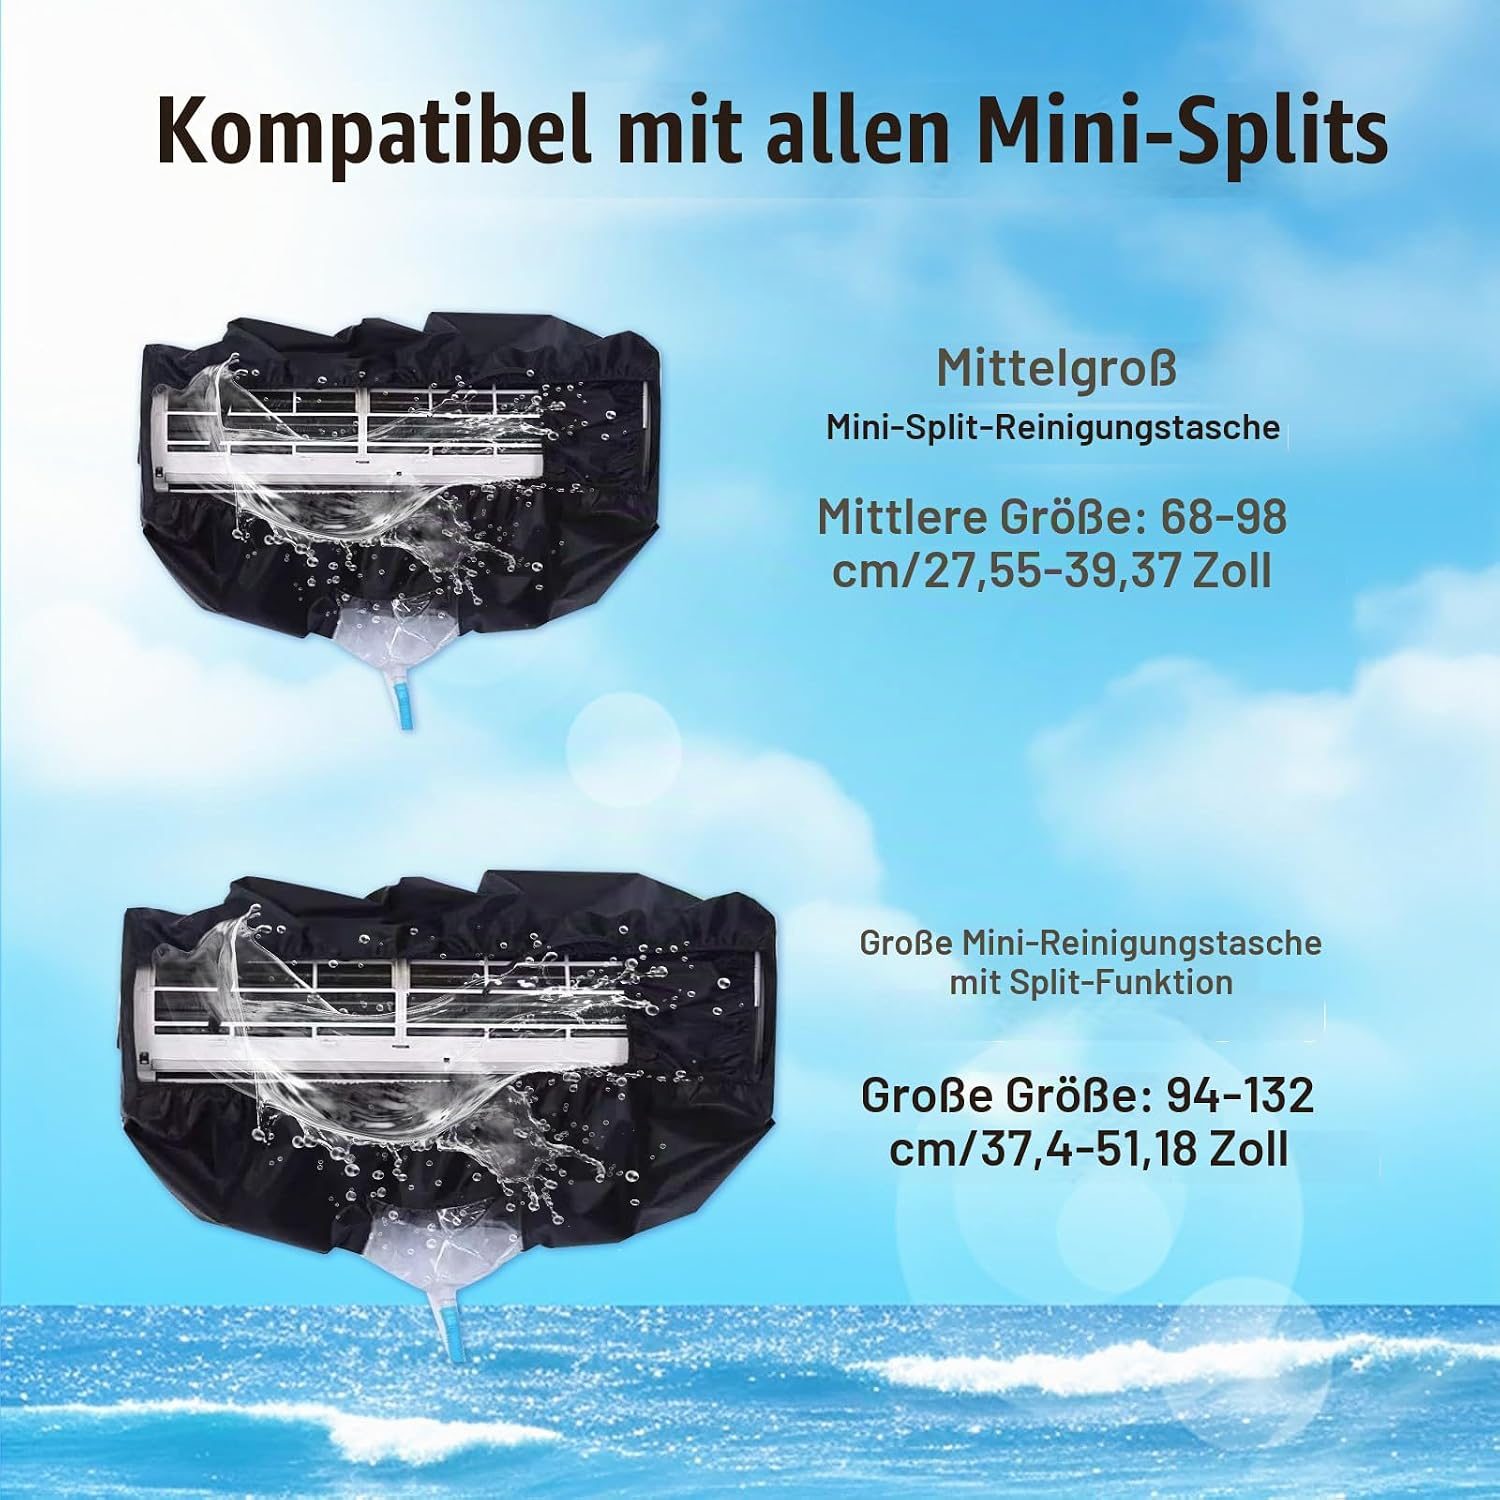 Kompatibel mit allen Mini-Splits
Mittelgroß
Mini-Split-Reinigungstasche
Mittlere Größe: 68-98
cm/27,55-39,37 Zoll
Große Mini-Reinigungstasche
mit Split-Funktion
Große Größe: 94-132
cm/37,4-51,18 Zoll